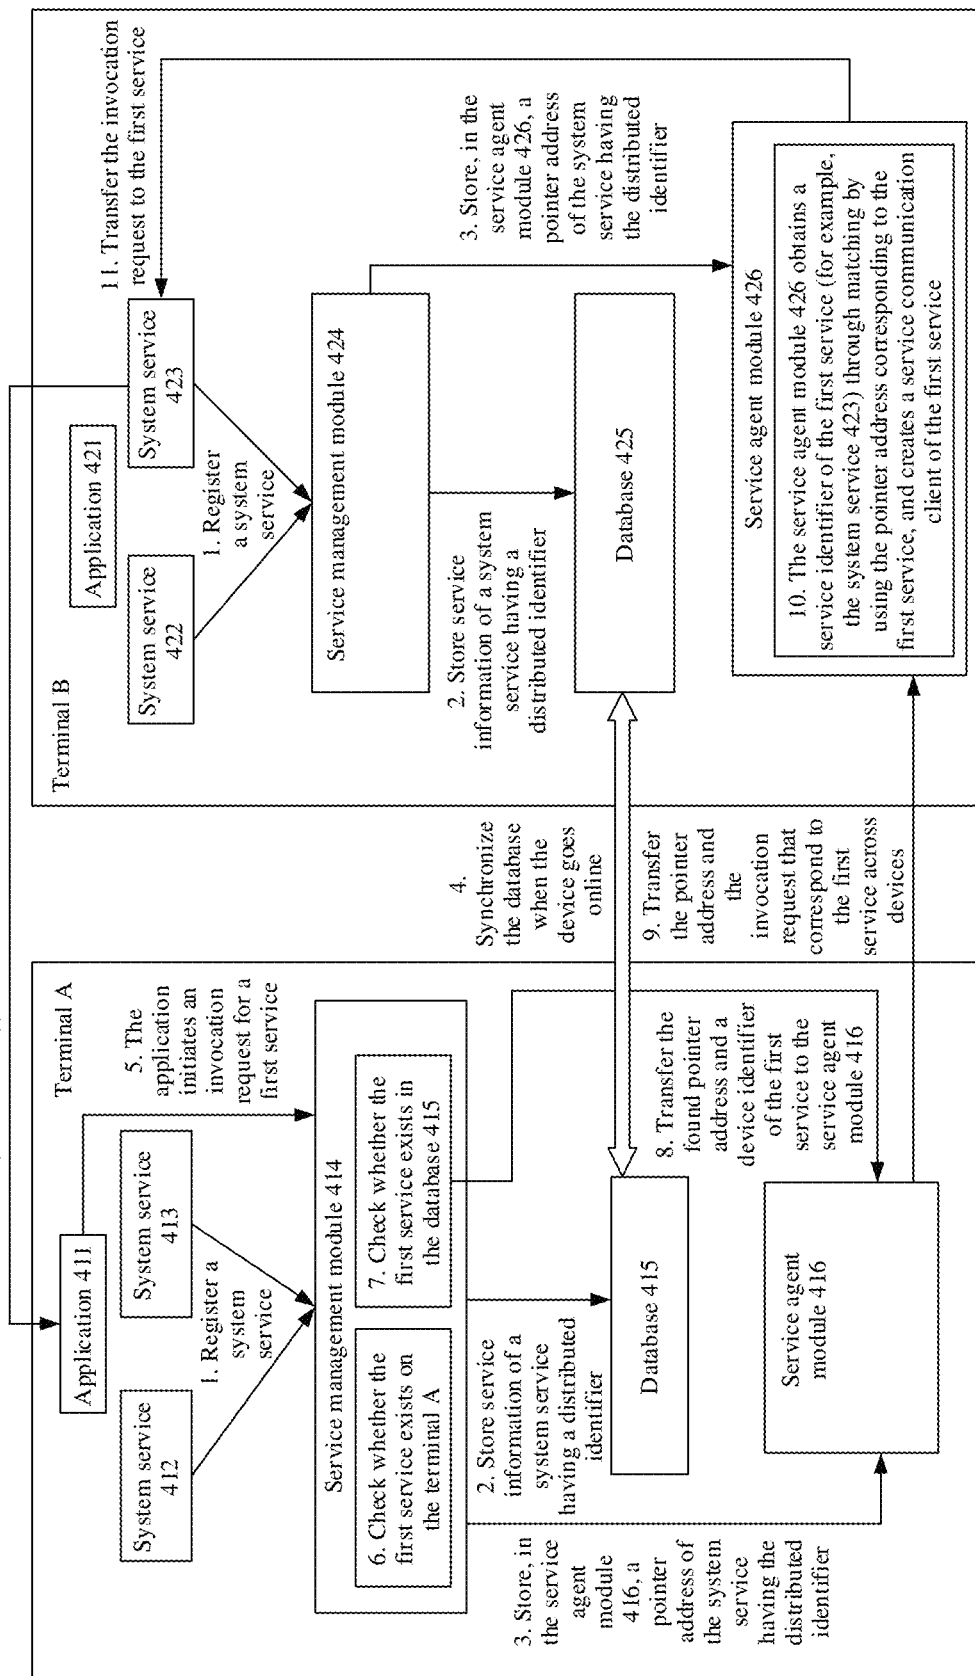 Terminal A
Application 411
5. The
application
initiates an
invocation
request for a
first service
System service
412
System service
413
1. Register a
system
service
Service management module 414
6. Check whether the
first service exists on
the terminal A
7. Check whether the
first service exists in
the database 415
2. Store service
information of a
system service
having a distributed
identifier
3. Store, in
the service
agent
module
416, a
pointer
address of
the system
service
having the
distributed
identifier
Database 415
8. Transfer the
found pointer
address and a
device identifier
of the first
service to the
service agent
module 416
Service agent
module 416
4.
Synchronize
the database
when the
device goes
online
9. Transfer
the pointer
address and
the
invocation
request that
correspond to
the first
service across
devices
Terminal B
Application 421
System service
422
System service
423
11. Transfer the invocation
request to the first service
1. Register
a system
service
Service management module 424
2. Store service
information of a system
service having a
distributed identifier
3. Store, in the
service agent
module 426, a
pointer address
of the system
service having
the distributed
identifier
Database 425
Service agent module 426
10. The service agent module 426 obtains a
service identifier of the first service (for example,
the system service 423) through matching by
using the pointer address corresponding to the
first service, and creates a service communication
client of the first service